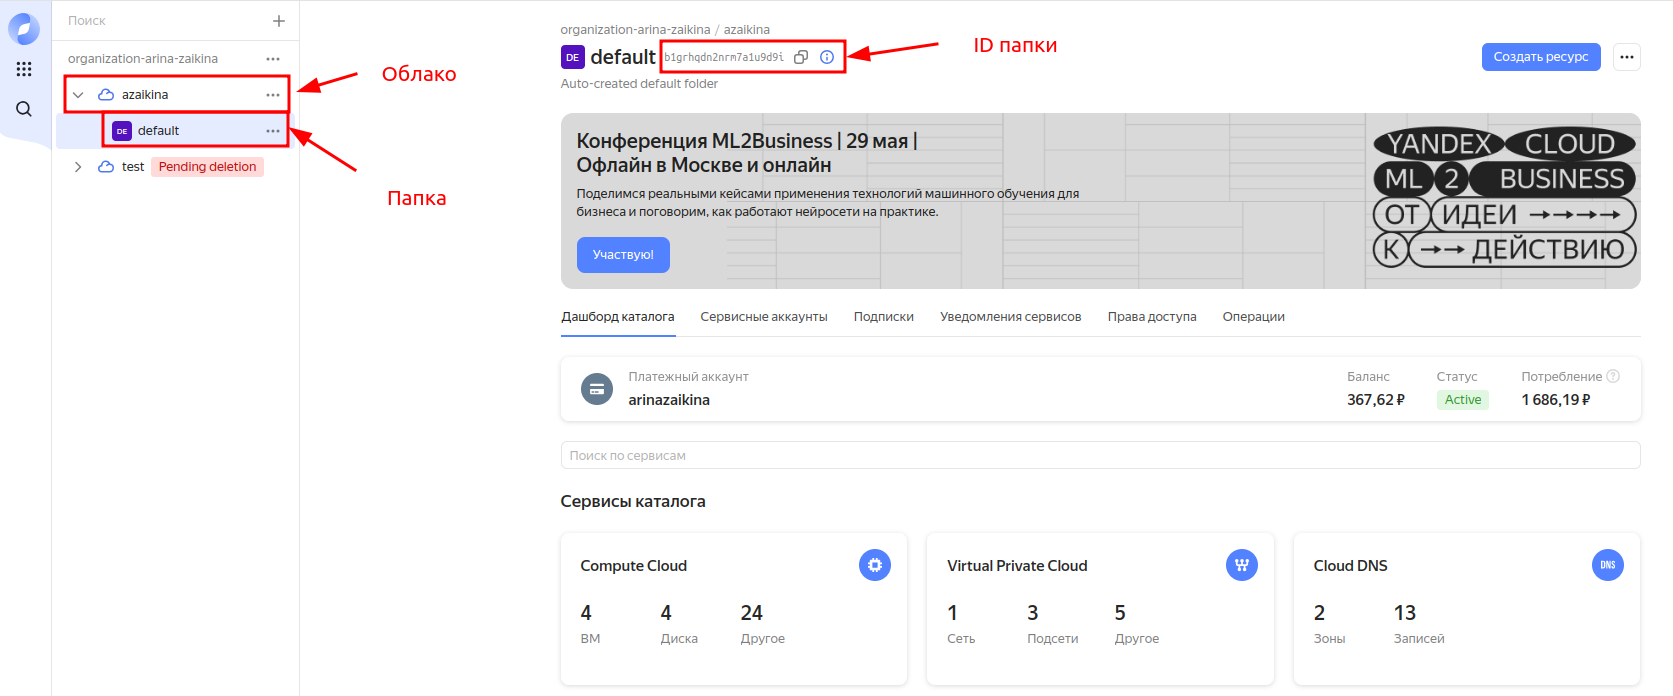 Поиск
organization-arina-zaikina
azaikina
DE default
test Pending deletion
Облако
Папка
organization-arina-zaikina / azaikina
DE default b1grhqdn2nrm7a1u9d9i
ID папки
Auto-created default folder
Создать ресурс
Конференция ML2Business | 29 мая |
Офлайн в Москве и онлайн
Поделимся реальными кейсами применения технологий машинного обучения для
бизнеса и поговорим, как работают нейросети на практике.
Участвую!
YANDEX CLOUD
ML 2 BUSINESS
ОТ ИДЕИ →→→→
К →→ ДЕЙСТВИЮ
Дашборд каталога Сервисные аккаунты Подписки Уведомления сервисов Права доступа Операции
Платежный аккаунт
arinazaikina
Баланс Статус Потребление ?
367,62 ₽ Active 1 686,19 ₽
Поиск по сервисам
Сервисы каталога
Compute Cloud
4 4 24
ВМ Диска Другое
Virtual Private Cloud
1 3 5
Сеть Подсети Другое
Cloud DNS
DNS
2 13
Зоны Записей